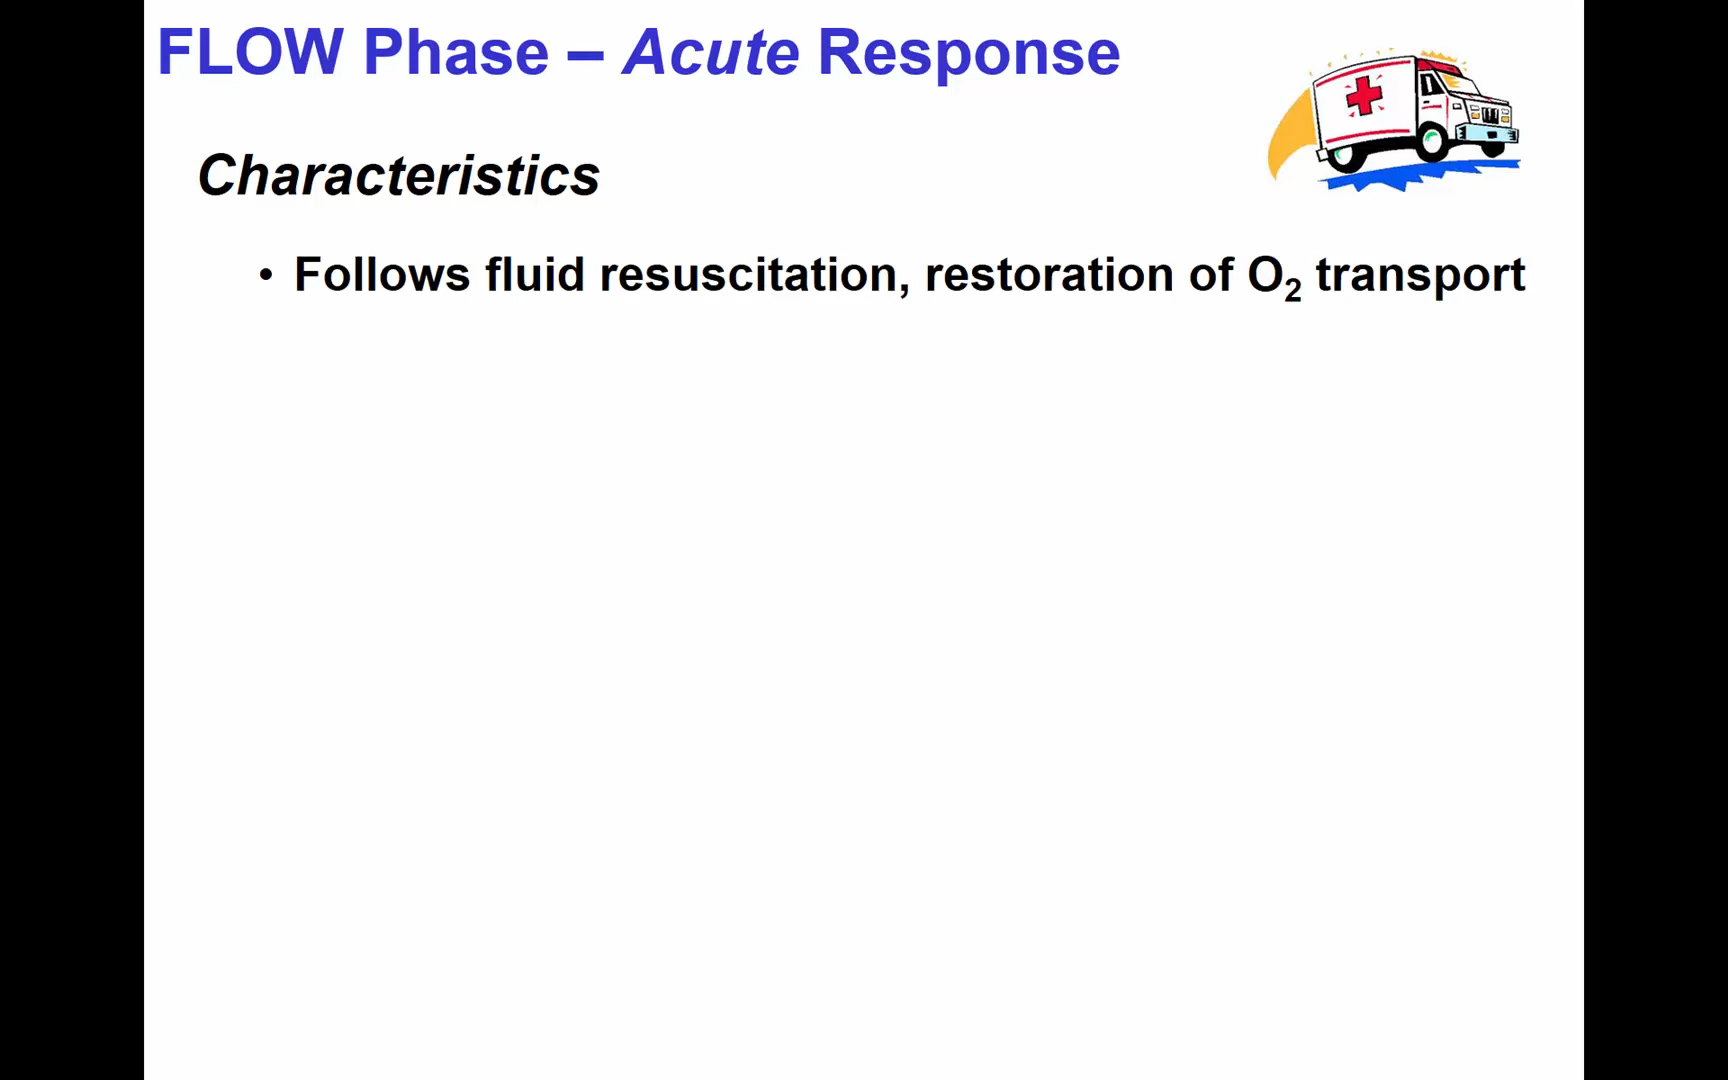 FLOW Phase – Acute Response
Characteristics
• Follows fluid resuscitation, restoration of O₂ transport